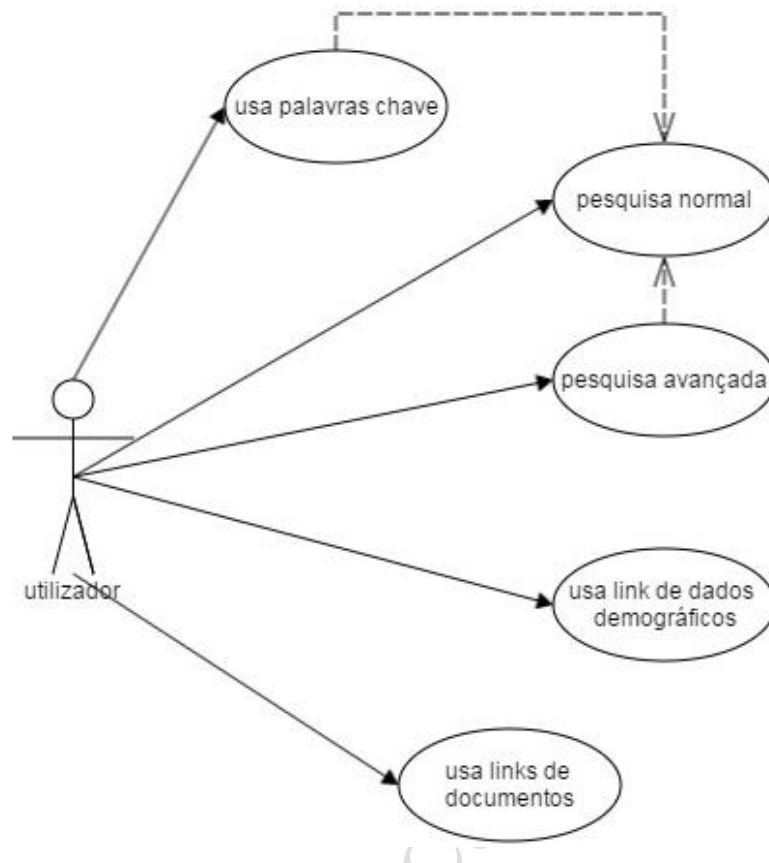 usa palavras chave
pesquisa normal
pesquisa avançada
utilizador
usa link de dados
demográficos
usa links de
documentos